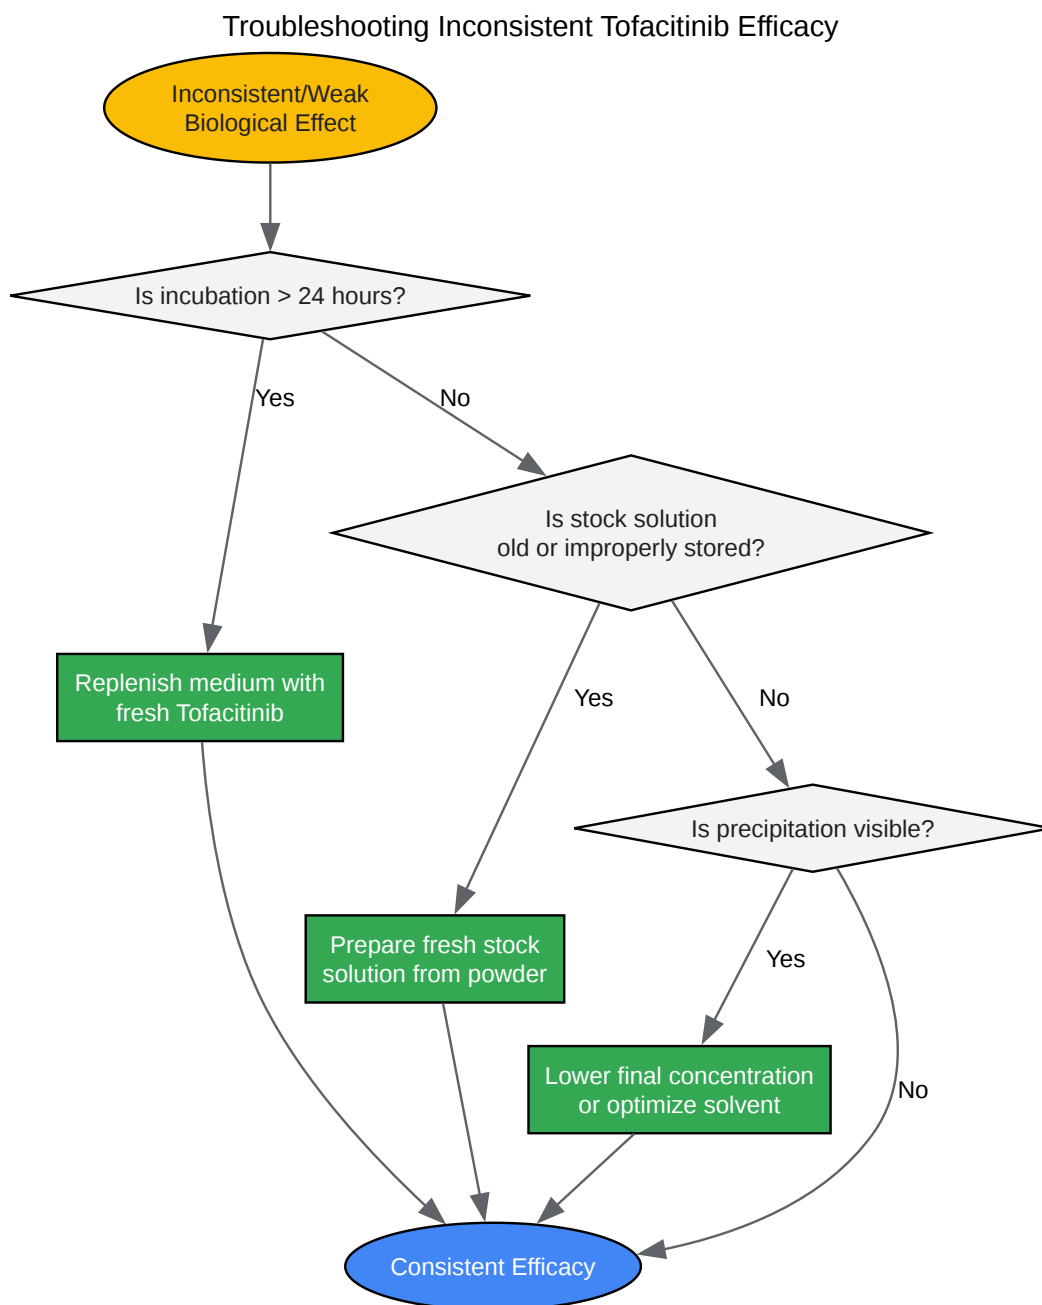 Troubleshooting Inconsistent Tofacitinib Efficacy
Inconsistent/Weak
Biological Effect
Is incubation > 24 hours?
Yes
No
Is stock solution
old or improperly stored?
Replenish medium with
fresh Tofacitinib
Yes
No
Is precipitation visible?
Prepare fresh stock
solution from powder
Yes
Lower final concentration
or optimize solvent
No
Consistent Efficacy